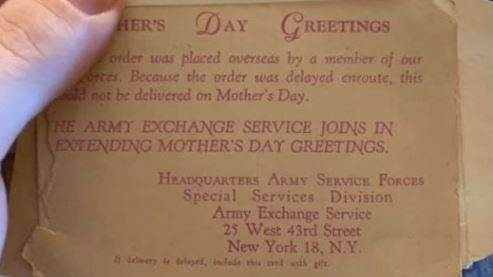 HER'S DAY GREETINGS
order was placed overseas by a member of our
orces. Because the order was delayed enroute, this
ld not be delivered on Mother's Day.
HE ARMY EXCHANGE SERVICE JOINS IN
EXTENDING MOTHER'S DAY GREETINGS.
HEADQUARTERS ARMY SERVICE FORCES
Special Services Division
Army Exchange Service
25 West 43rd Street
New York 18, N.Y.
If delivery is delayed, include this card with gift.